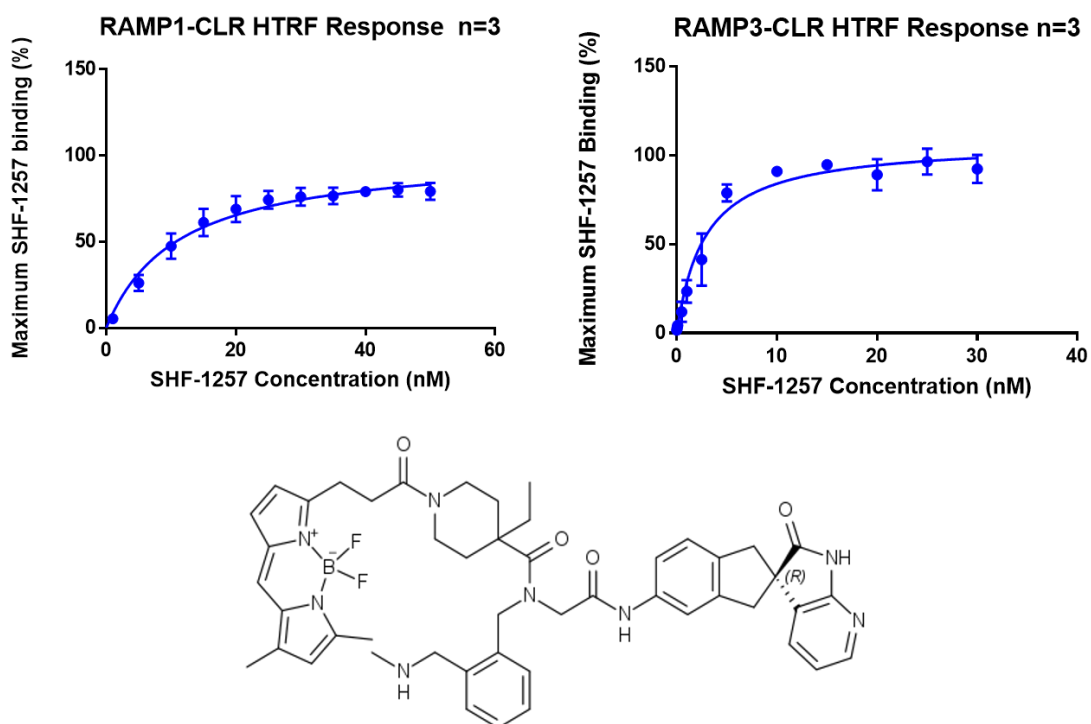 RAMP1-CLR HTRF Response n=3
Maximum SHF-1257 binding (%)
150
100
50
0
0 20 40 60
SHF-1257 Concentration (nM)
RAMP3-CLR HTRF Response n=3
Maximum SHF-1257 Binding (%)
150
100
50
0
0 10 20 30 40
SHF-1257 Concentration (nM)
O
N
O
O
NH
(R)
N
N
H
O
N
N+
B−
F
F
N
N
H